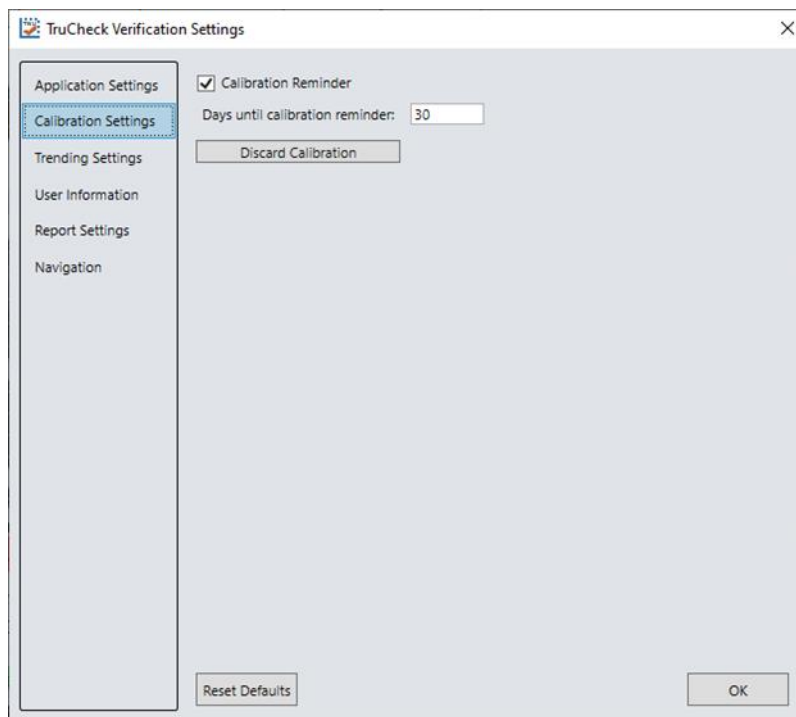 TruCheck Verification Settings
Application Settings
Calibration Settings
Trending Settings
User Information
Report Settings
Navigation
Calibration Reminder
Days until calibration reminder: 30
Discard Calibration
Reset Defaults
OK